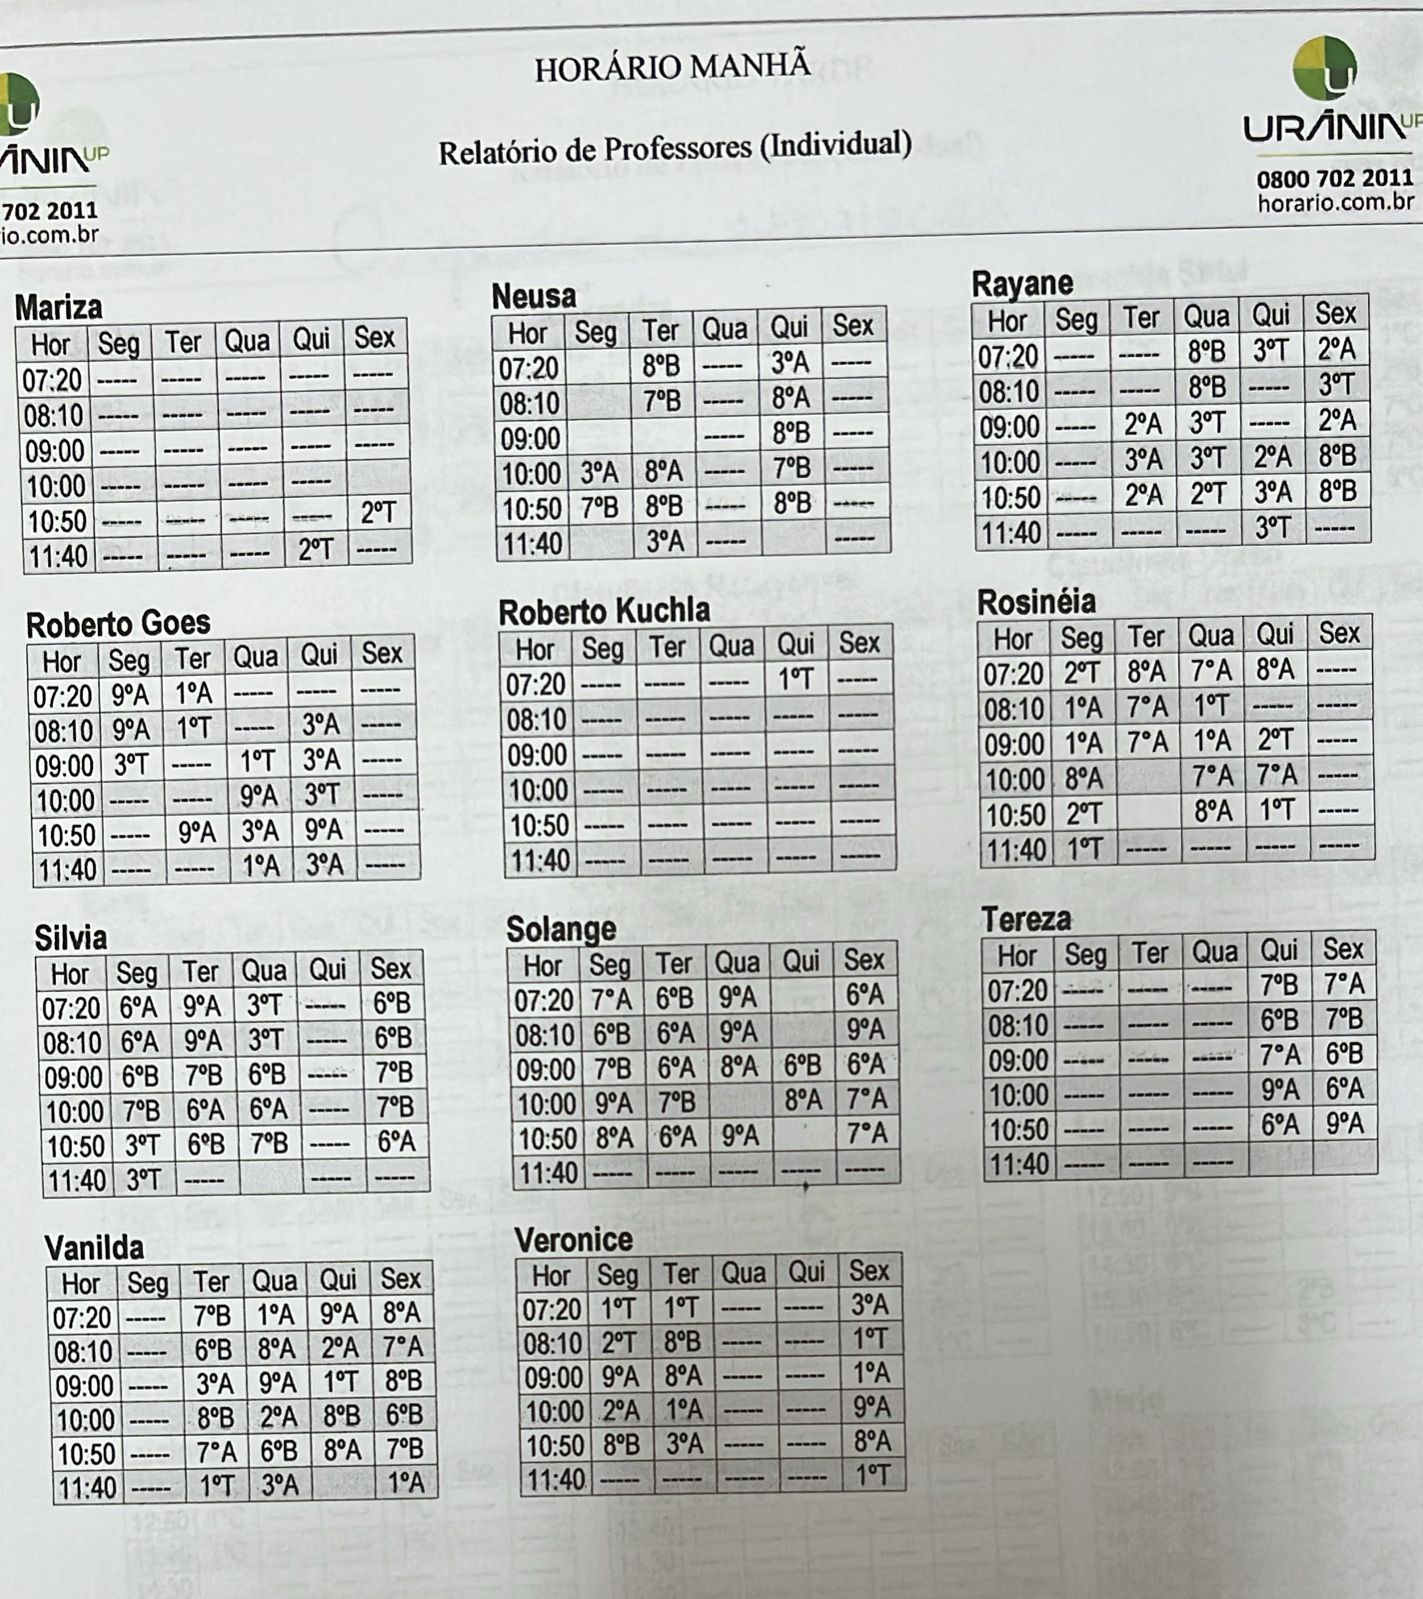 HORÁRIO MANHÃ
Relatório de Professores (Individual)
URÂNIA UP
0800 702 2011
horario.com.br
702 2011
io.com.br
Mariza
Hor Seg Ter Qua Qui Sex
07:20 ----- ----- ----- ----- -----
08:10 ----- ----- ----- ----- -----
09:00 ----- ----- ----- ----- -----
10:00 ----- ----- ----- -----
10:50 ----- ----- ----- ----- 2ºT
11:40 ----- ----- ----- 2ºT -----
Neusa
Hor Seg Ter Qua Qui Sex
07:20 8ºB ----- 3ºA -----
08:10 7ºB ----- 8ºA -----
09:00 ----- 8ºB -----
10:00 3ºA 8ºA ----- 7ºB -----
10:50 7ºB 8ºB ----- 8ºB -----
11:40 3ºA ----- -----
Rayane
Hor Seg Ter Qua Qui Sex
07:20 ----- ----- 8ºB 3ºT 2ºA
08:10 ----- ----- 8ºB ----- 3ºT
09:00 ----- 2ºA 3ºT ----- 2ºA
10:00 ----- 3ºA 3ºT 2ºA 8ºB
10:50 ----- 2ºA 2ºT 3ºA 8ºB
11:40 ----- ----- ----- 3ºT -----
Roberto Goes
Hor Seg Ter Qua Qui Sex
07:20 9ºA 1ºA ----- ----- -----
08:10 9ºA 1ºT ----- 3ºA -----
09:00 3ºT ----- 1ºT 3ºA -----
10:00 ----- ----- 9ºA 3ºT -----
10:50 ----- 9ºA 3ºA 9ºA -----
11:40 ----- ----- 1ºA 3ºA -----
Roberto Kuchla
Hor Seg Ter Qua Qui Sex
07:20 ----- ----- ----- 1ºT -----
08:10 ----- ----- ----- ----- -----
09:00 ----- ----- ----- ----- -----
10:00 ----- ----- ----- ----- -----
10:50 ----- ----- ----- ----- -----
11:40 ----- ----- ----- ----- -----
Rosinéia
Hor Seg Ter Qua Qui Sex
07:20 2ºT 8ºA 7°A 8ºA -----
08:10 1ºA 7°A 1ºT ----- -----
09:00 1ºA 7°A 1ºA 2ºT -----
10:00 8ºA 7°A 7°A -----
10:50 2ºT 8ºA 1ºT -----
11:40 1ºT ----- ----- ----- -----
Silvia
Hor Seg Ter Qua Qui Sex
07:20 6ºA 9ºA 3ºT ----- 6ºB
08:10 6ºA 9ºA 3ºT ----- 6ºB
09:00 6ºB 7ºB 6ºB ----- 7ºB
10:00 7ºB 6ºA 6ºA ----- 7ºB
10:50 3ºT 6ºB 7ºB ----- 6ºA
11:40 3ºT ----- ----- -----
Solange
Hor Seg Ter Qua Qui Sex
07:20 7°A 6ºB 9ºA 6ºA
08:10 6ºB 6ºA 9ºA 9ºA
09:00 7ºB 6ºA 8ºA 6ºB 6ºA
10:00 9ºA 7ºB 8ºA 7°A
10:50 8ºA 6ºA 9ºA 7°A
11:40 ----- ----- ----- ----- -----
Tereza
Hor Seg Ter Qua Qui Sex
07:20 ----- ----- ----- 7ºB 7°A
08:10 ----- ----- ----- 6ºB 7ºB
09:00 ----- ----- ----- 7°A 6ºB
10:00 ----- ----- ----- 9ºA 6ºA
10:50 ----- ----- ----- 6ºA 9ºA
11:40 ----- ----- -----
Vanilda
Hor Seg Ter Qua Qui Sex
07:20 ----- 7ºB 1ºA 9ºA 8ºA
08:10 ----- 6ºB 8ºA 2ºA 7°A
09:00 ----- 3ºA 9ºA 1ºT 8ºB
10:00 ----- 8ºB 2ºA 8ºB 6ºB
10:50 ----- 7°A 6ºB 8ºA 7ºB
11:40 ----- 1ºT 3ºA 1ºA
Veronice
Hor Seg Ter Qua Qui Sex
07:20 1ºT 1ºT ----- ----- 3ºA
08:10 2ºT 8ºB ----- ----- 1ºT
09:00 9ºA 8ºA ----- ----- 1ºA
10:00 2ºA 1ºA ----- ----- 9ºA
10:50 8ºB 3ºA ----- ----- 8ºA
11:40 ----- ----- ----- ----- 1ºT